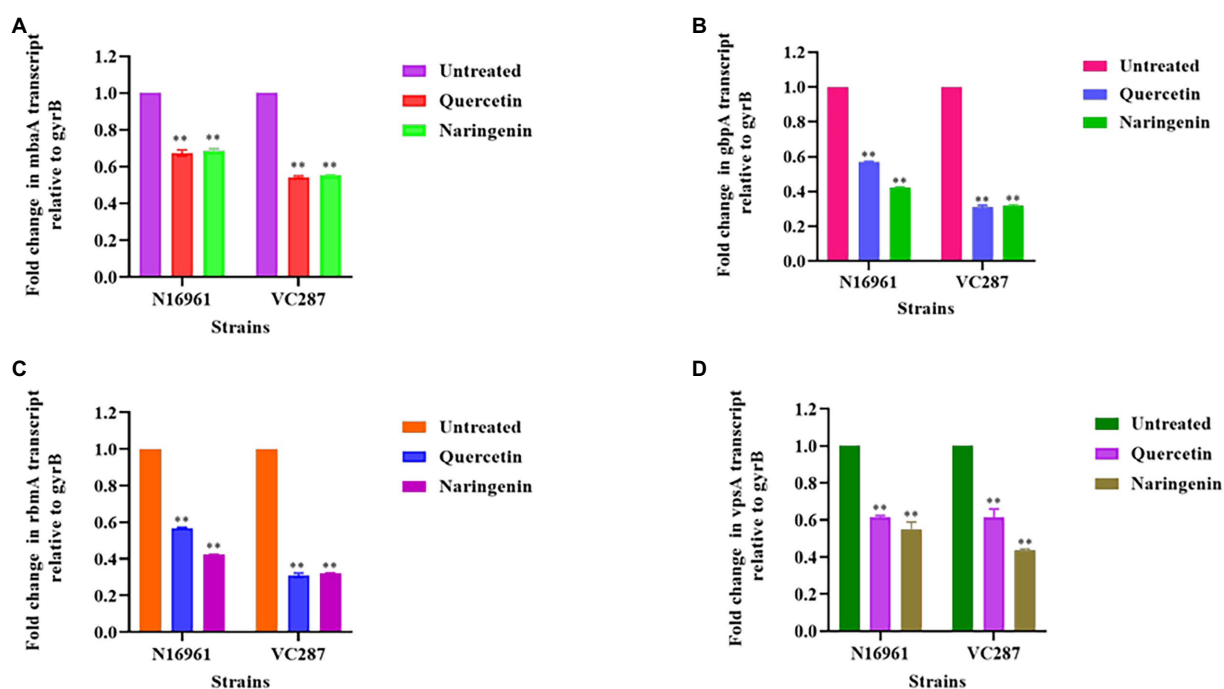 A
Fold change in mbaA transcript
relative to gyrB
1.2
1.0
0.8
0.6
0.4
0.2
0.0
** **
** **
N16961 VC287
Strains
Untreated
Quercetin
Naringenin
B
Fold change in gbpA transcript
relative to gyrB
1.2
1.0
0.8
0.6
0.4
0.2
0.0
**
**
** **
N16961 VC287
Strains
Untreated
Quercetin
Naringenin
C
Fold change in rbmA transcript
relative to gyrB
1.2
1.0
0.8
0.6
0.4
0.2
0.0
**
**
** **
N16961 VC287
Strains
Untreated
Quercetin
Naringenin
D
Fold change in vpsA transcript
relative to gyrB
1.2
1.0
0.8
0.6
0.4
0.2
0.0
** **
**
**
N16961 VC287
Strains
Untreated
Quercetin
Naringenin